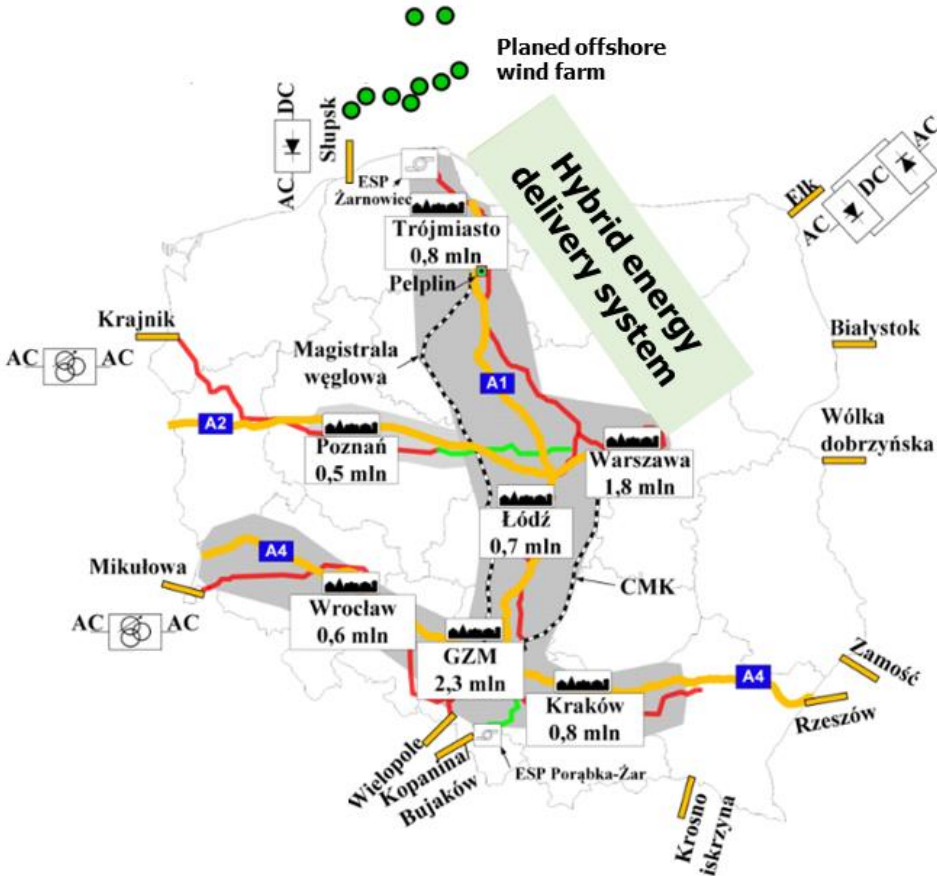 Planed offshore
wind farm
AC
DC
Słupsk
ESP
Żarnowiec
Hybrid energy
delivery system
AC
DC
AC
Ełk
Trójmiasto
0,8 mln
Pelplin
Krajnik
AC
AC
Magistrala
węglowa
A1
Białystok
A2
Poznań
0,5 mln
Warszawa
1,8 mln
Wólka
dobrzyńska
Łódź
0,7 mln
A4
Mikułowa
AC
AC
Wrocław
0,6 mln
CMK
GZM
2,3 mln
Kraków
0,8 mln
A4
Zamość
Rzeszów
Wielopole
Kopanina/
Bujaków
ESP Porąbka-Żar
Krosno
iskrzyna